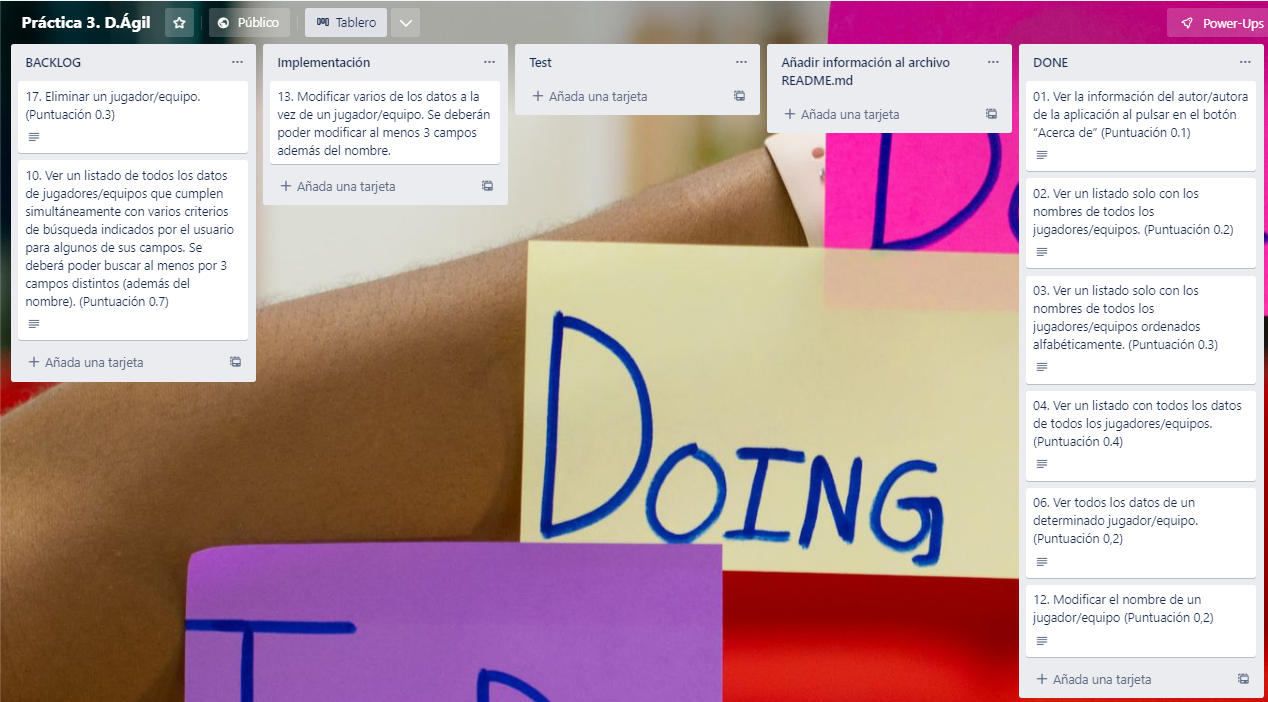 Práctica 3. D.Ágil
Público
Tablero
Power-Ups
BACKLOG
17. Eliminar un jugador/equipo.
(Puntuación 0.3)
10. Ver un listado de todos los datos
de jugadores/equipos que cumplen
simultáneamente con varios criterios
de búsqueda indicados por el usuario
para algunos de sus campos. Se
deberá poder buscar al menos por 3
campos distintos (además del
nombre). (Puntuación 0.7)
+ Añada una tarjeta
Implementación
13. Modificar varios de los datos a la
vez de un jugador/equipo. Se deberán
poder modificar al menos 3 campos
además del nombre.
+ Añada una tarjeta
Test
+ Añada una tarjeta
Añadir información al archivo
README.md
+ Añada una tarjeta
DONE
01. Ver la información del autor/autora
de la aplicación al pulsar en el botón
“Acerca de” (Puntuación 0.1)
02. Ver un listado solo con los
nombres de todos los
jugadores/equipos. (Puntuación 0.2)
03. Ver un listado solo con los
nombres de todos los
jugadores/equipos ordenados
alfabéticamente. (Puntuación 0.3)
04. Ver un listado con todos los datos
de todos los jugadores/equipos.
(Puntuación 0.4)
06. Ver todos los datos de un
determinado jugador/equipo.
(Puntuación 0,2)
12. Modificar el nombre de un
jugador/equipo (Puntuación 0,2)
+ Añada una tarjeta
DOING